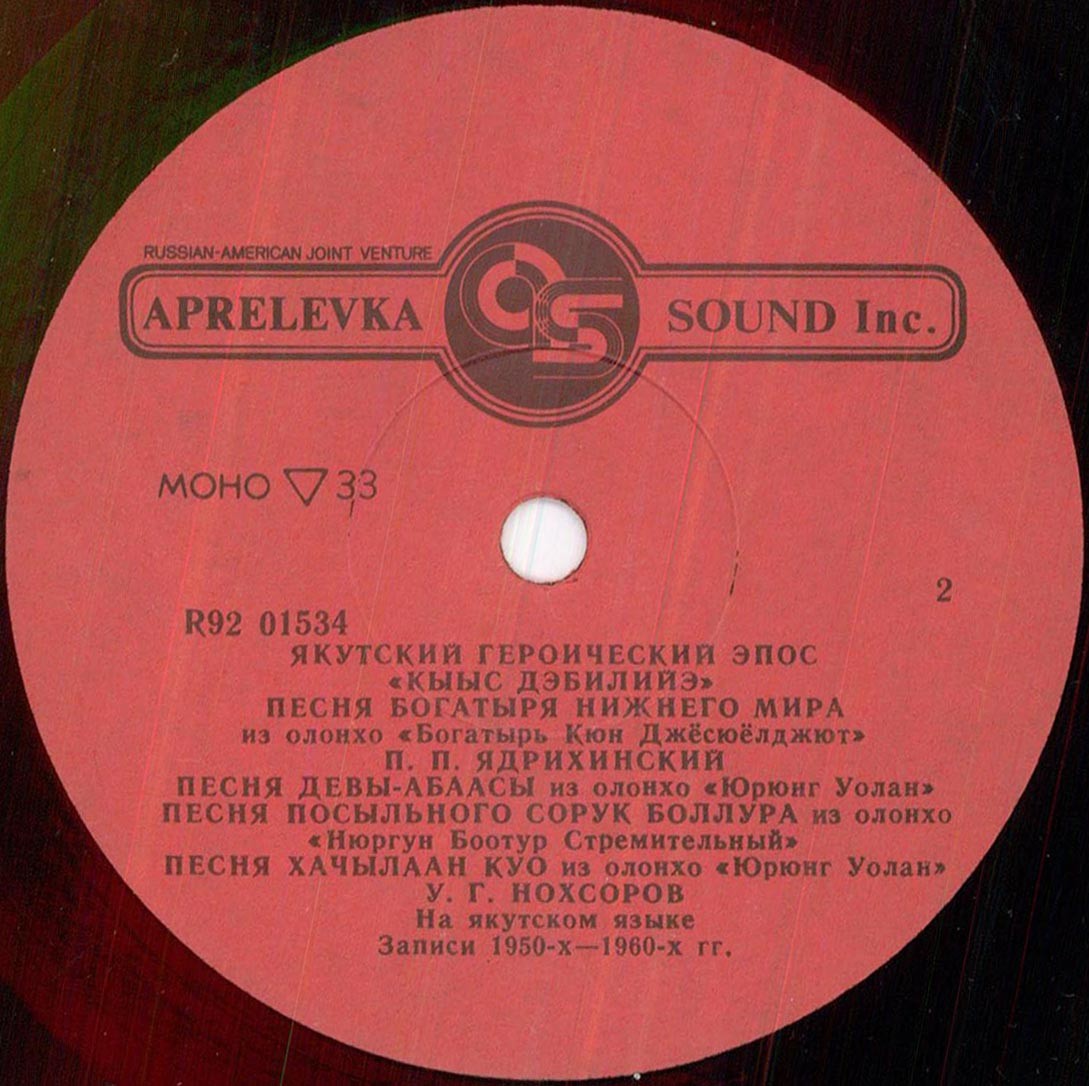 RUSSIAN-AMERICAN JOINT VENTURE
APRELEVKA SOUND Inc.
МОНО ▽ 33
2
R92 01534
ЯКУТСКИЙ ГЕРОИЧЕСКИЙ ЭПОС
«КЫЫС ДЭБИЛИЙЭ»
ПЕСНЯ БОГАТЫРЯ НИЖНЕГО МИРА
из олонхо «Богатырь Кюн Джёсюёлджют»
П. П. ЯДРИХИНСКИЙ
ПЕСНЯ ДЕВЫ-АБААСЫ из олонхо «Юрюнг Уолан»
ПЕСНЯ ПОСЫЛЬНОГО СОРУК БОЛЛУРА из олонхо
«Нюргун Боотур Стремительный»
ПЕСНЯ ХАЧЫЛААН КУО из олонхо «Юрюнг Уолан»
У. Г. НОХСОРОВ
На якутском языке
Записи 1950-х—1960-х гг.